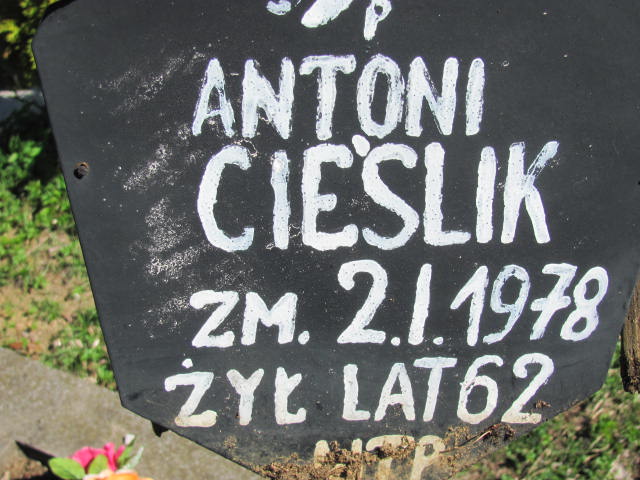 ANTONI
CIEŚLIK
ZM. 2.I.1978
ŻYŁ LAT 62